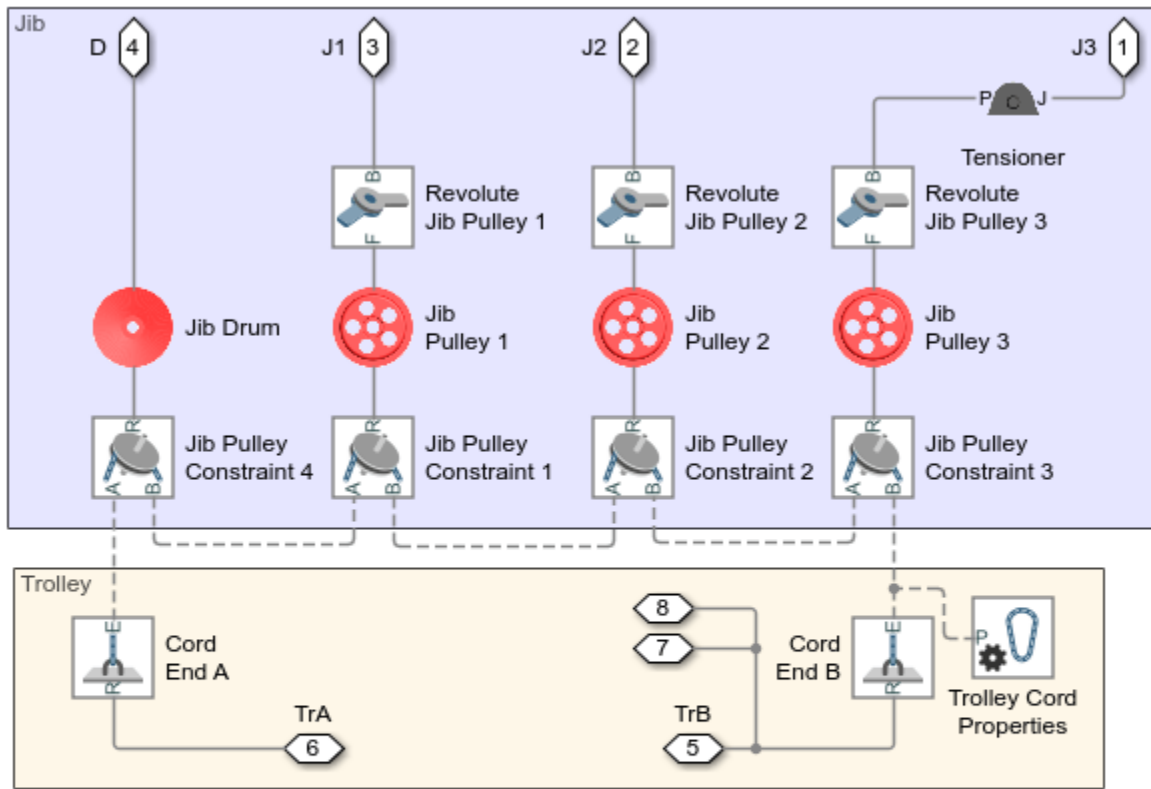 Jib
D
4
J1
3
J2
2
J3
1
P
J
Tensioner
B
Revolute
Jib Pulley 1
F
B
Revolute
Jib Pulley 2
F
B
Revolute
Jib Pulley 3
F
Jib Drum
Jib
Pulley 1
Jib
Pulley 2
Jib
Pulley 3
R
Jib Pulley
Constraint 4
A
B
R
Jib Pulley
Constraint 1
A
B
R
Jib Pulley
Constraint 2
A
B
R
Jib Pulley
Constraint 3
A
B
Trolley
E
Cord
End A
R
TrA
6
8
7
TrB
5
Cord
End B
E
R
P
Trolley Cord
Properties